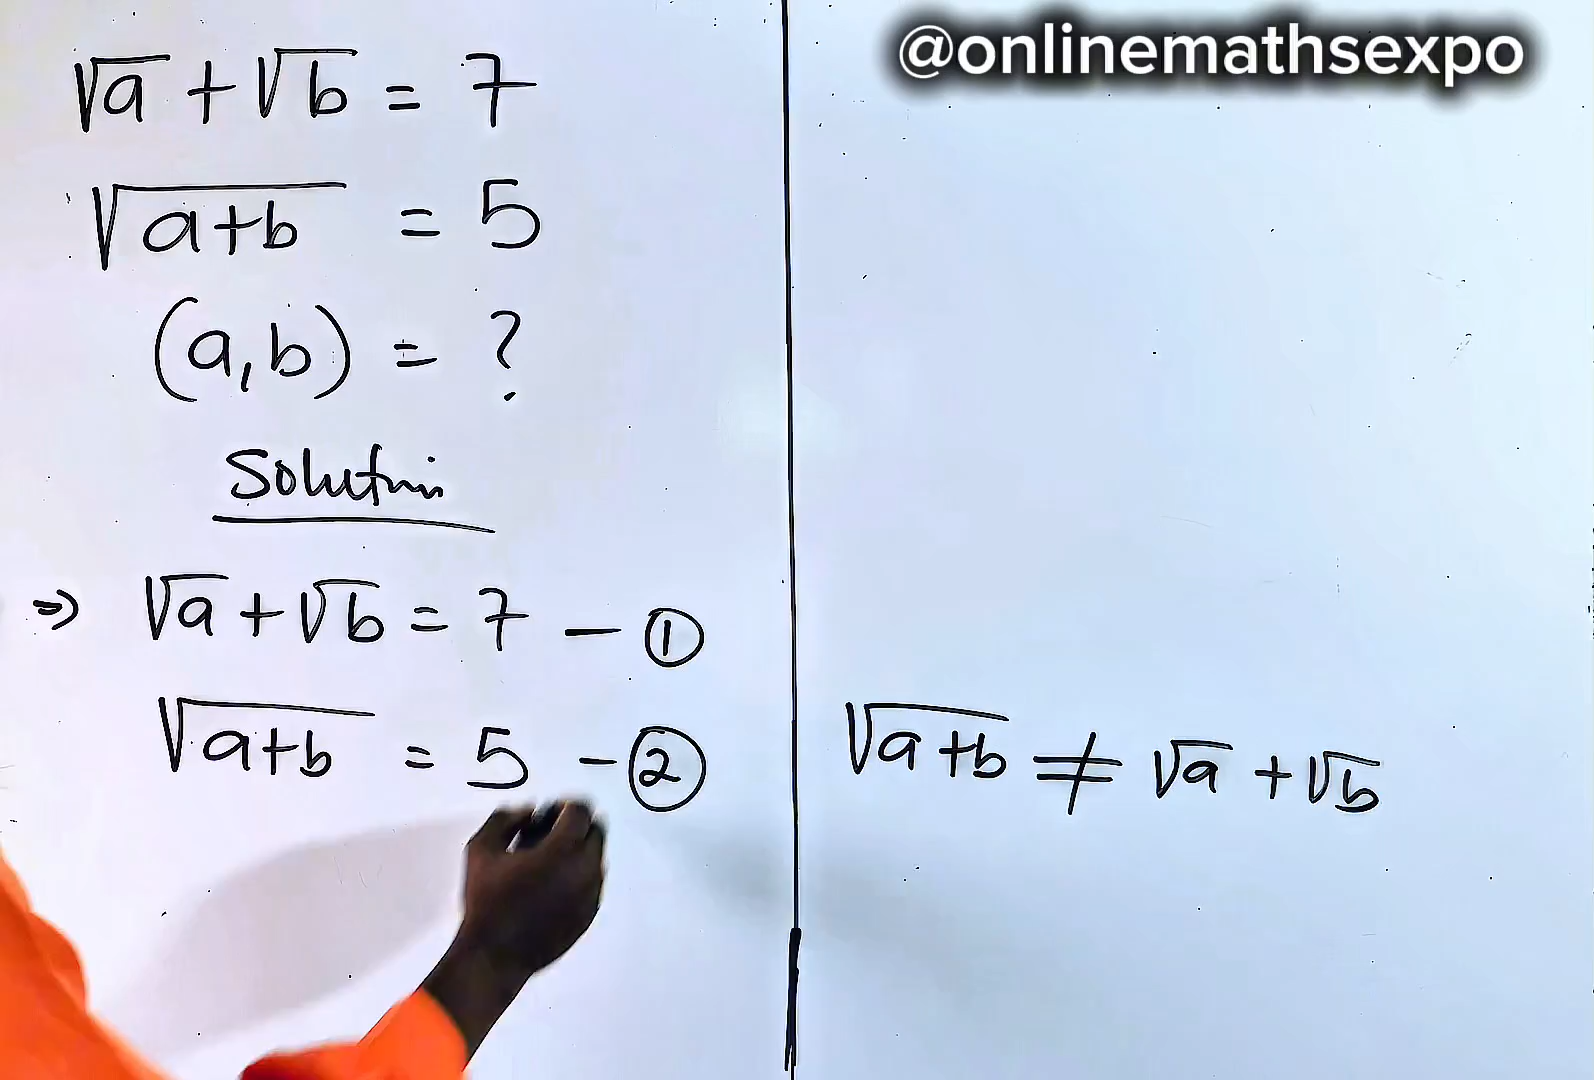 @onlinemathsexpo
√a + √b = 7
√(a+b) = 5
(a,b) = ?
Solution
⇒ √a + √b = 7 — ①
√(a+b) = 5 — ②
√(a+b) ≠ √a + √b